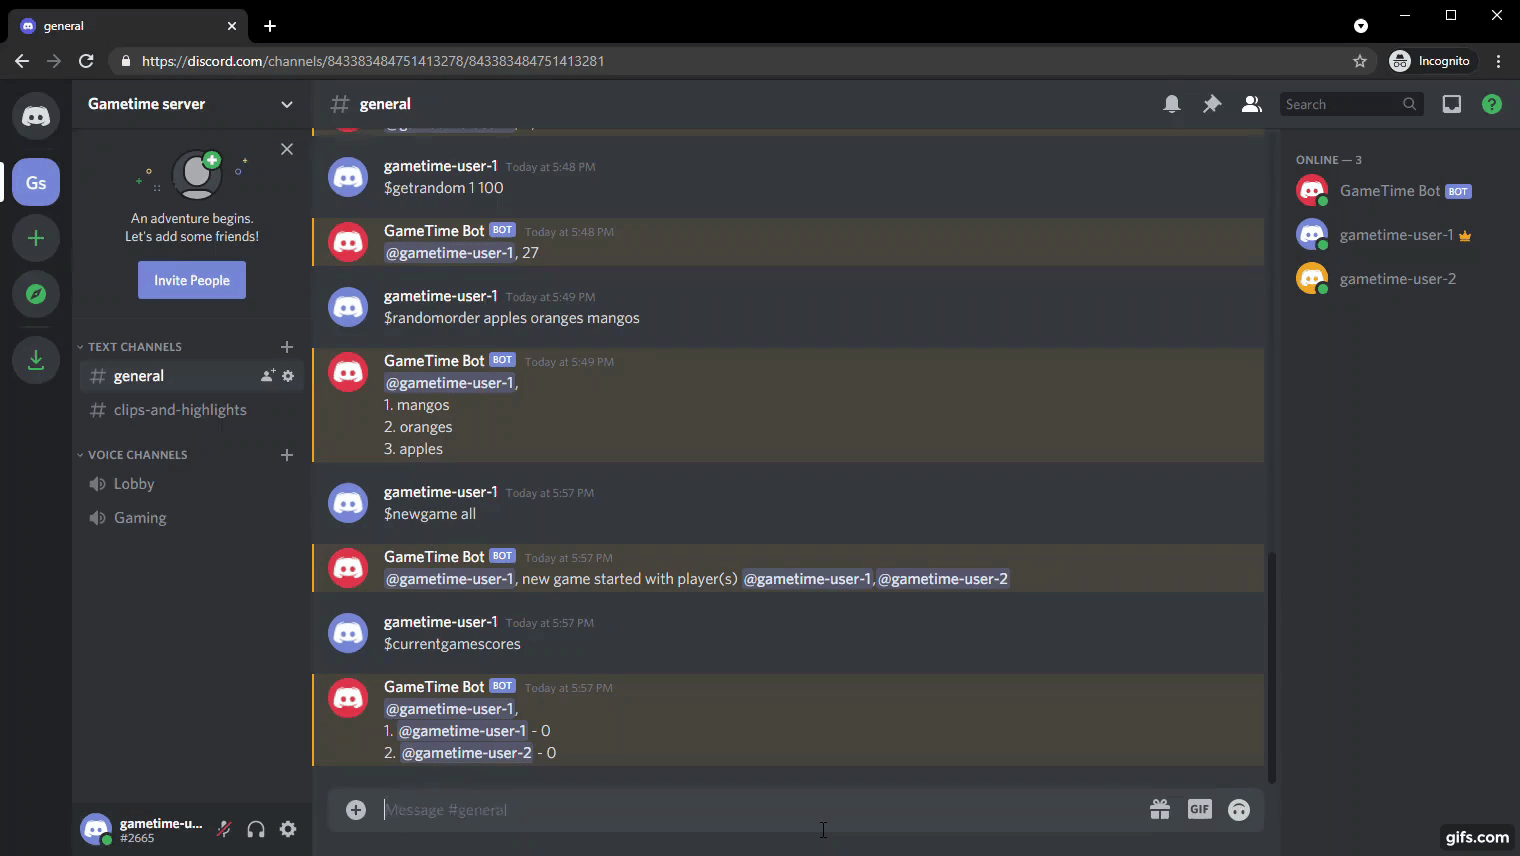 general
https://discord.com/channels/843383484751413278/843383484751413281
Incognito
Gametime server
general
Search
Gs
An adventure begins.
Let's add some friends!
Invite People
TEXT CHANNELS
general
clips-and-highlights
VOICE CHANNELS
Lobby
Gaming
gametime-u...
#2665
gametime-user-1 Today at 5:48 PM
$getrandom 1 100
GameTime Bot BOT Today at 5:48 PM
@gametime-user-1, 27
gametime-user-1 Today at 5:49 PM
$randomorder apples oranges mangos
GameTime Bot BOT Today at 5:49 PM
@gametime-user-1,
1. mangos
2. oranges
3. apples
gametime-user-1 Today at 5:57 PM
$newgame all
GameTime Bot BOT Today at 5:57 PM
@gametime-user-1, new game started with player(s) @gametime-user-1,@gametime-user-2
gametime-user-1 Today at 5:57 PM
$currentgamescores
GameTime Bot BOT Today at 5:57 PM
@gametime-user-1,
1. @gametime-user-1 - 0
2. @gametime-user-2 - 0
Message #general
GIF
ONLINE — 3
GameTime Bot BOT
gametime-user-1
gametime-user-2
gifs.com